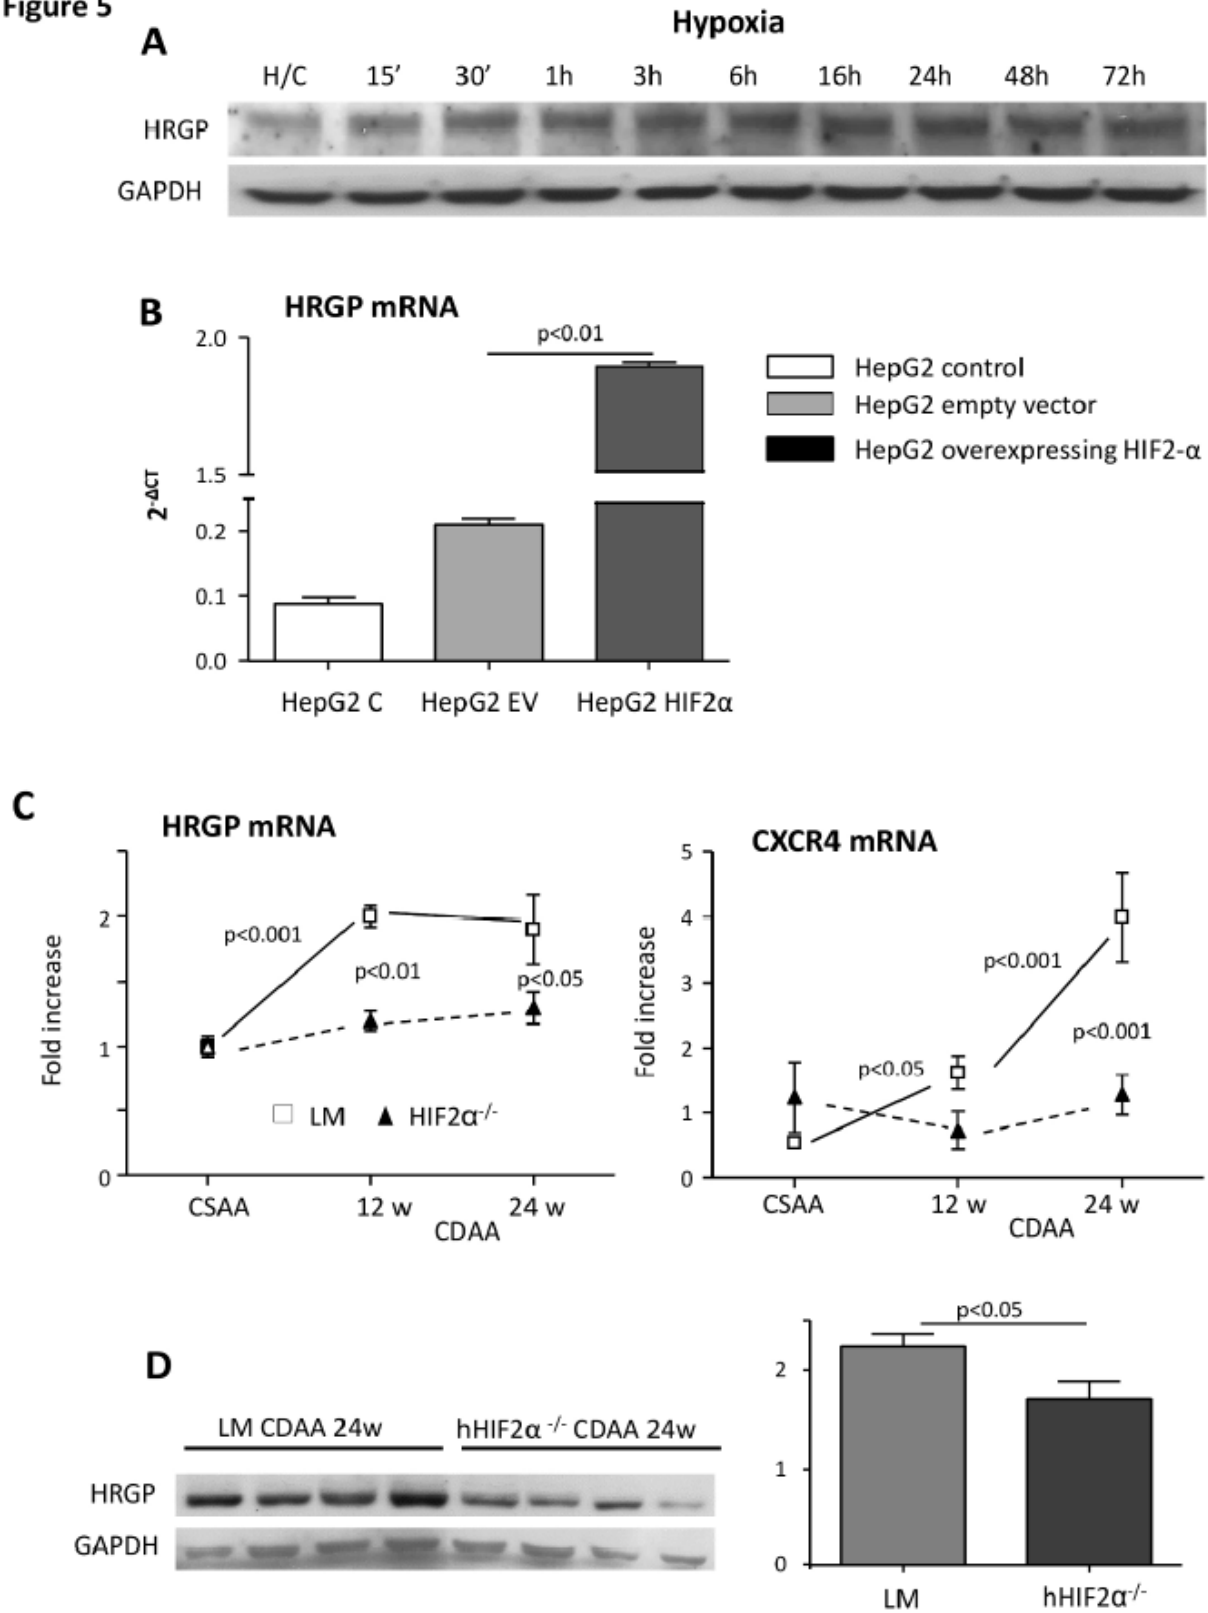 Figure 5
A
Hypoxia
H/C 15’ 30’ 1h 3h 6h 16h 24h 48h 72h
HRGP
GAPDH
B
HRGP mRNA
p<0.01
2.0
1.5
0.2
0.1
0.0
2-ΔCT
HepG2 C HepG2 EV HepG2 HIF2α
HepG2 control
HepG2 empty vector
HepG2 overexpressing HIF2-α
C
HRGP mRNA
Fold increase
2
1
0
p<0.001
p<0.01
p<0.05
LM HIF2α-/-
CSAA 12 w 24 w
CDAA
CXCR4 mRNA
Fold increase
5
4
3
2
1
0
p<0.001
p<0.05
p<0.001
CSAA 12 w 24 w
CDAA
D
LM CDAA 24w hHIF2α -/- CDAA 24w
HRGP
GAPDH
p<0.05
2
1
0
LM hHIF2α-/-